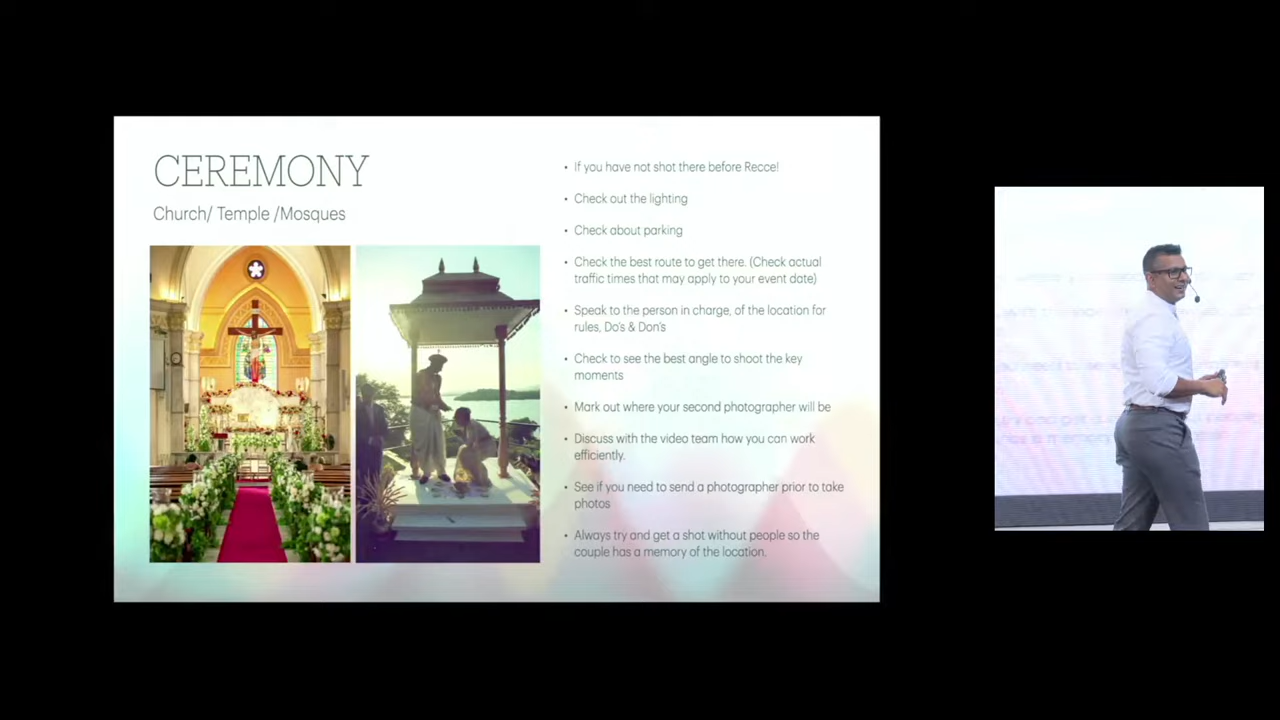 CEREMONY
Church/ Temple /Mosques
• If you have not shot there before Recce!
• Check out the lighting
• Check about parking
• Check the best route to get there. (Check actual
traffic times that may apply to your event date)
• Speak to the person in charge, of the location for
rules, Do's & Don's
• Check to see the best angle to shoot the key
moments
• Mark out where your second photographer will be
• Discuss with the video team how you can work
efficiently.
• See if you need to send a photographer prior to take
photos
• Always try and get a shot without people so the
couple has a memory of the location.